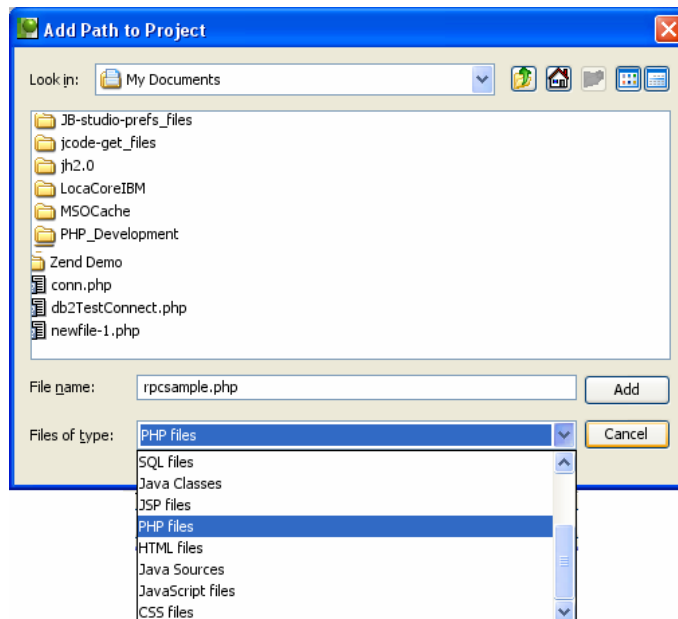 Add Path to Project
Look in: My Documents
JB-studio-prefs_files
jcode-get_files
jh2.0
LocaCoreIBM
MSOCache
PHP_Development
Zend Demo
conn.php
db2TestConnect.php
newfile-1.php
File name: rpcsample.php Add
Files of type: PHP files Cancel
SQL files
Java Classes
JSP files
PHP files
HTML files
Java Sources
JavaScript files
CSS files